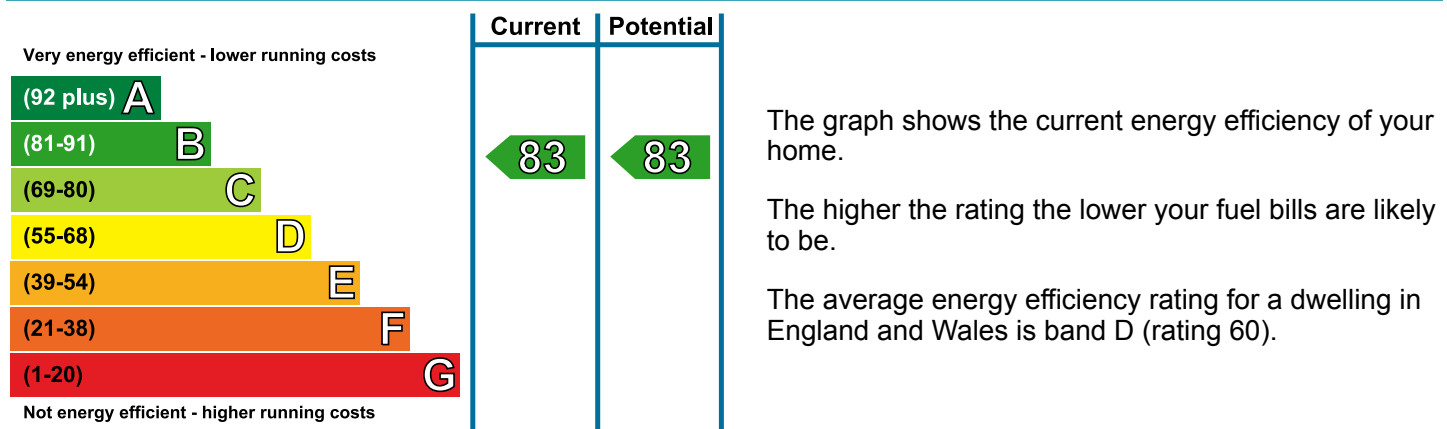 Current Potential
Very energy efficient - lower running costs
(92 plus) A
(81-91) B
83 83
(69-80) C
(55-68) D
(39-54) E
(21-38) F
(1-20) G
Not energy efficient - higher running costs
The graph shows the current energy efficiency of your
home.
The higher the rating the lower your fuel bills are likely
to be.
The average energy efficiency rating for a dwelling in
England and Wales is band D (rating 60).